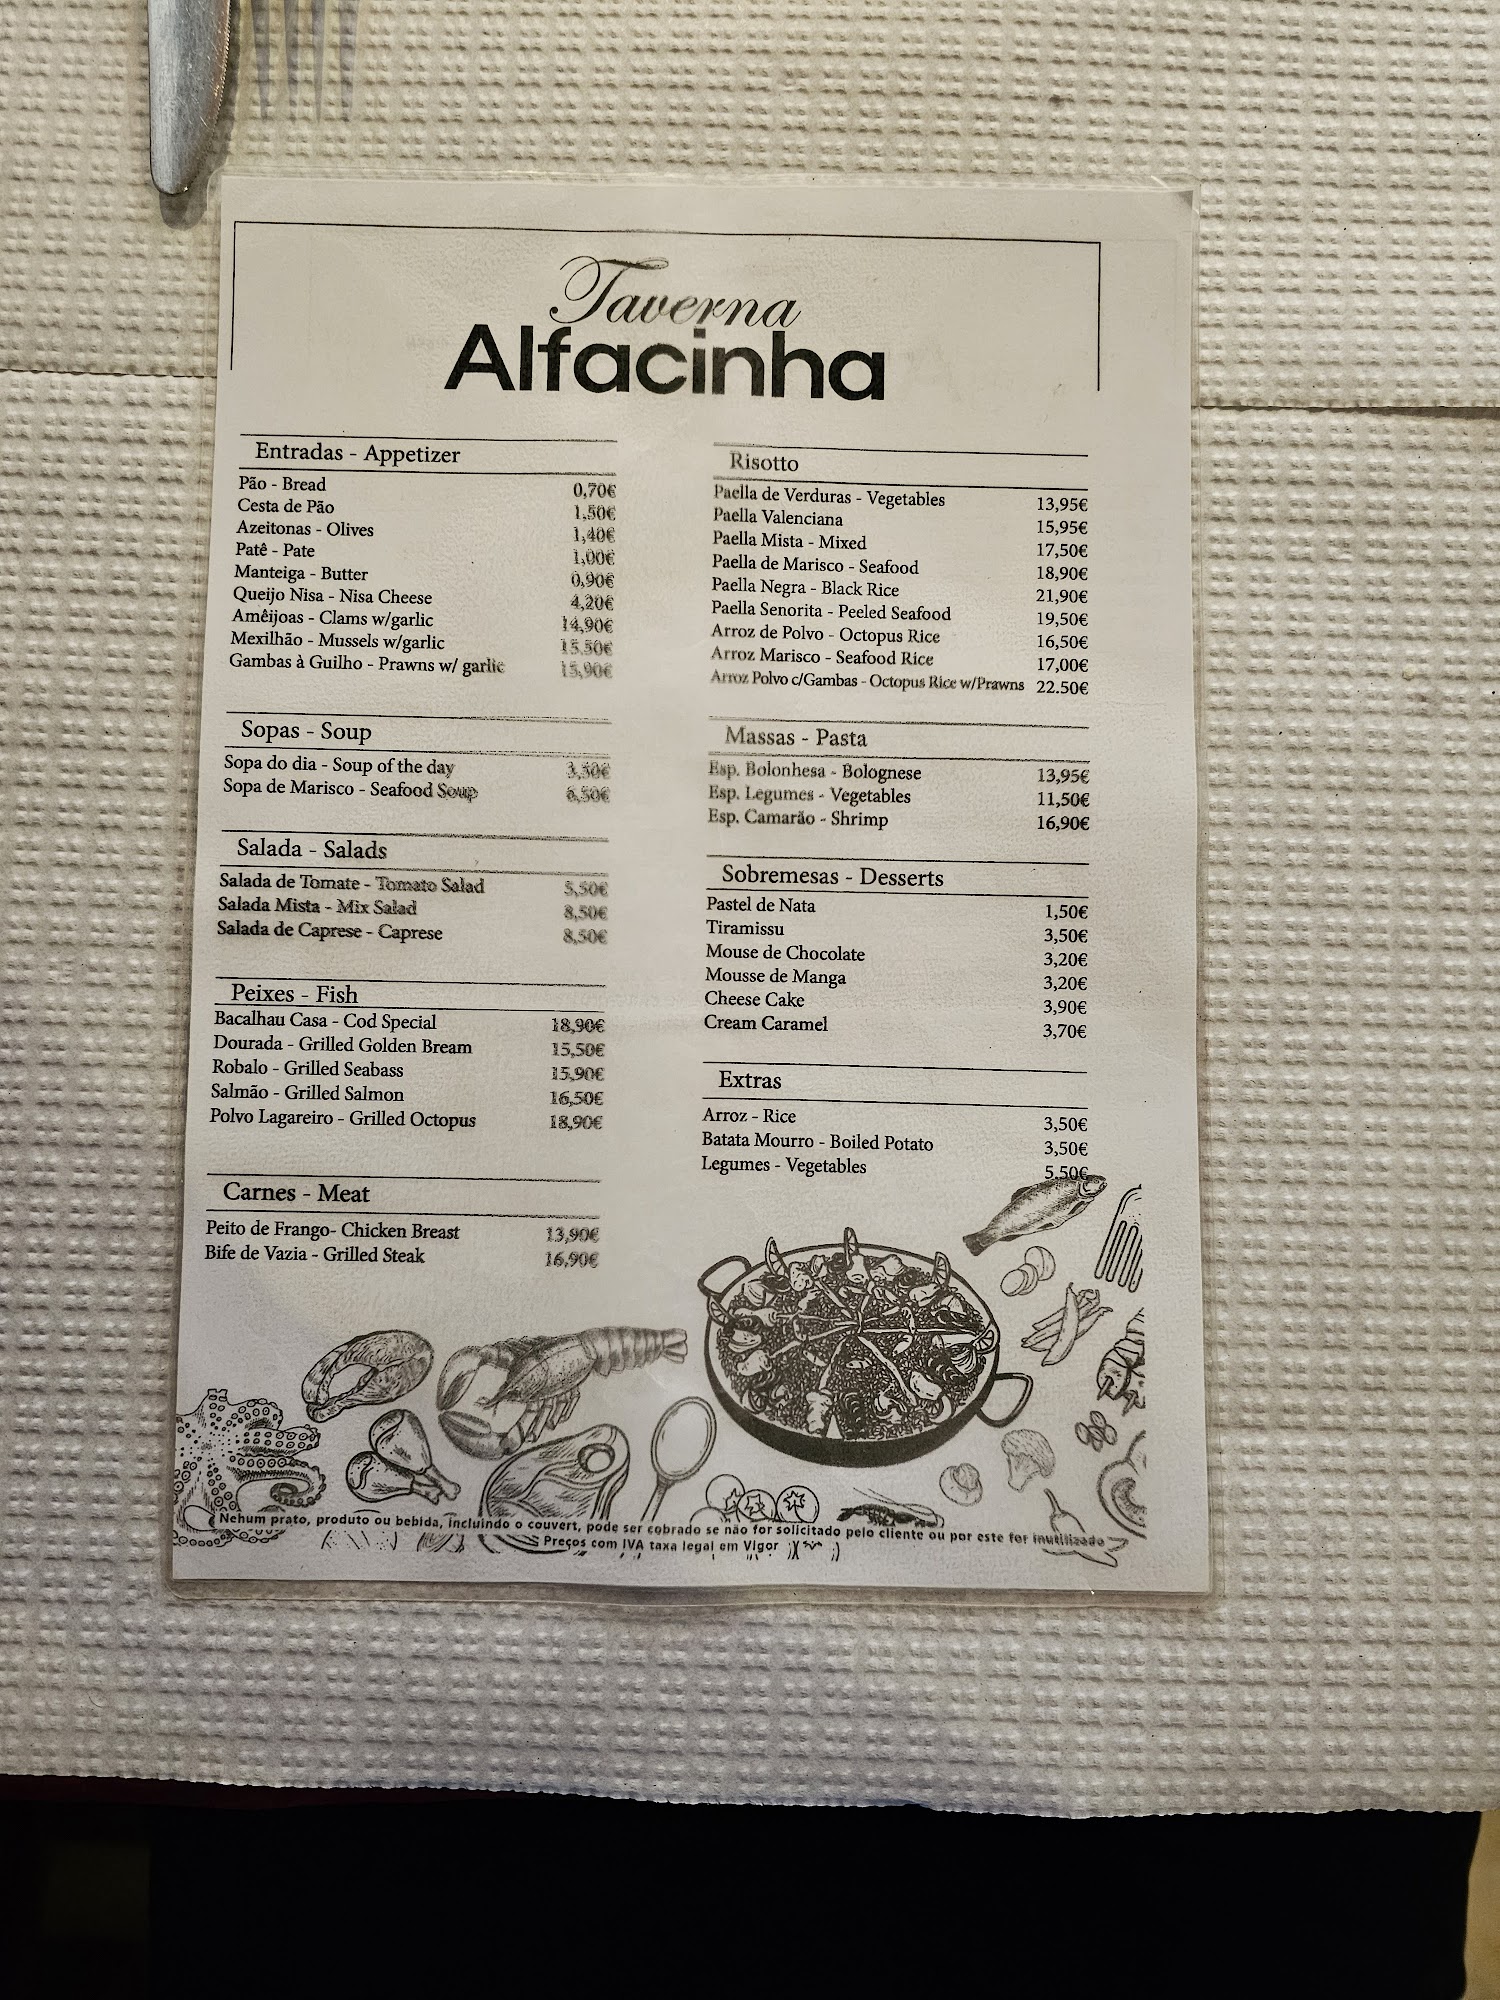 Taverna
Alfacinha
Entradas - Appetizer
Pão - Bread 0,70€
Cesta de Pão 1,50€
Azeitonas - Olives 1,40€
Patê - Pate 1,00€
Manteiga - Butter 0,90€
Queijo Nisa - Nisa Cheese 4,20€
Amêijoas - Clams w/garlic 14,90€
Mexilhão - Mussels w/garlic 15,50€
Gambas à Guilho - Prawns w/ garlic 15,90€
Sopas - Soup
Sopa do dia - Soup of the day 3,50€
Sopa de Marisco - Seafood Soup 6,50€
Salada - Salads
Salada de Tomate - Tomato Salad 5,50€
Salada Mista - Mix Salad 8,50€
Salada de Caprese - Caprese 8,50€
Peixes - Fish
Bacalhau Casa - Cod Special 18,90€
Dourada - Grilled Golden Bream 15,50€
Robalo - Grilled Seabass 15,90€
Salmão - Grilled Salmon 16,50€
Polvo Lagareiro - Grilled Octopus 18,90€
Carnes - Meat
Peito de Frango- Chicken Breast 13,90€
Bife de Vazia - Grilled Steak 16,90€
Risotto
Paella de Verduras - Vegetables 13,95€
Paella Valenciana 15,95€
Paella Mista - Mixed 17,50€
Paella de Marisco - Seafood 18,90€
Paella Negra - Black Rice 21,90€
Paella Senorita - Peeled Seafood 19,50€
Arroz de Polvo - Octopus Rice 16,50€
Arroz Marisco - Seafood Rice 17,00€
Arroz Polvo c/Gambas - Octopus Rice w/Prawns 22.50€
Massas - Pasta
Esp. Bolonhesa - Bolognese 13,95€
Esp. Legumes - Vegetables 11,50€
Esp. Camarão - Shrimp 16,90€
Sobremesas - Desserts
Pastel de Nata 1,50€
Tiramissu 3,50€
Mouse de Chocolate 3,20€
Mousse de Manga 3,20€
Cheese Cake 3,90€
Cream Caramel 3,70€
Extras
Arroz - Rice 3,50€
Batata Mourro - Boiled Potato 3,50€
Legumes - Vegetables 5,50€
Nehum prato, produto ou bebida, incluindo o couvert, pode ser cobrado se não for solicitado pelo cliente ou por este for inutilizado
Preços com IVA taxa legal em Vigor